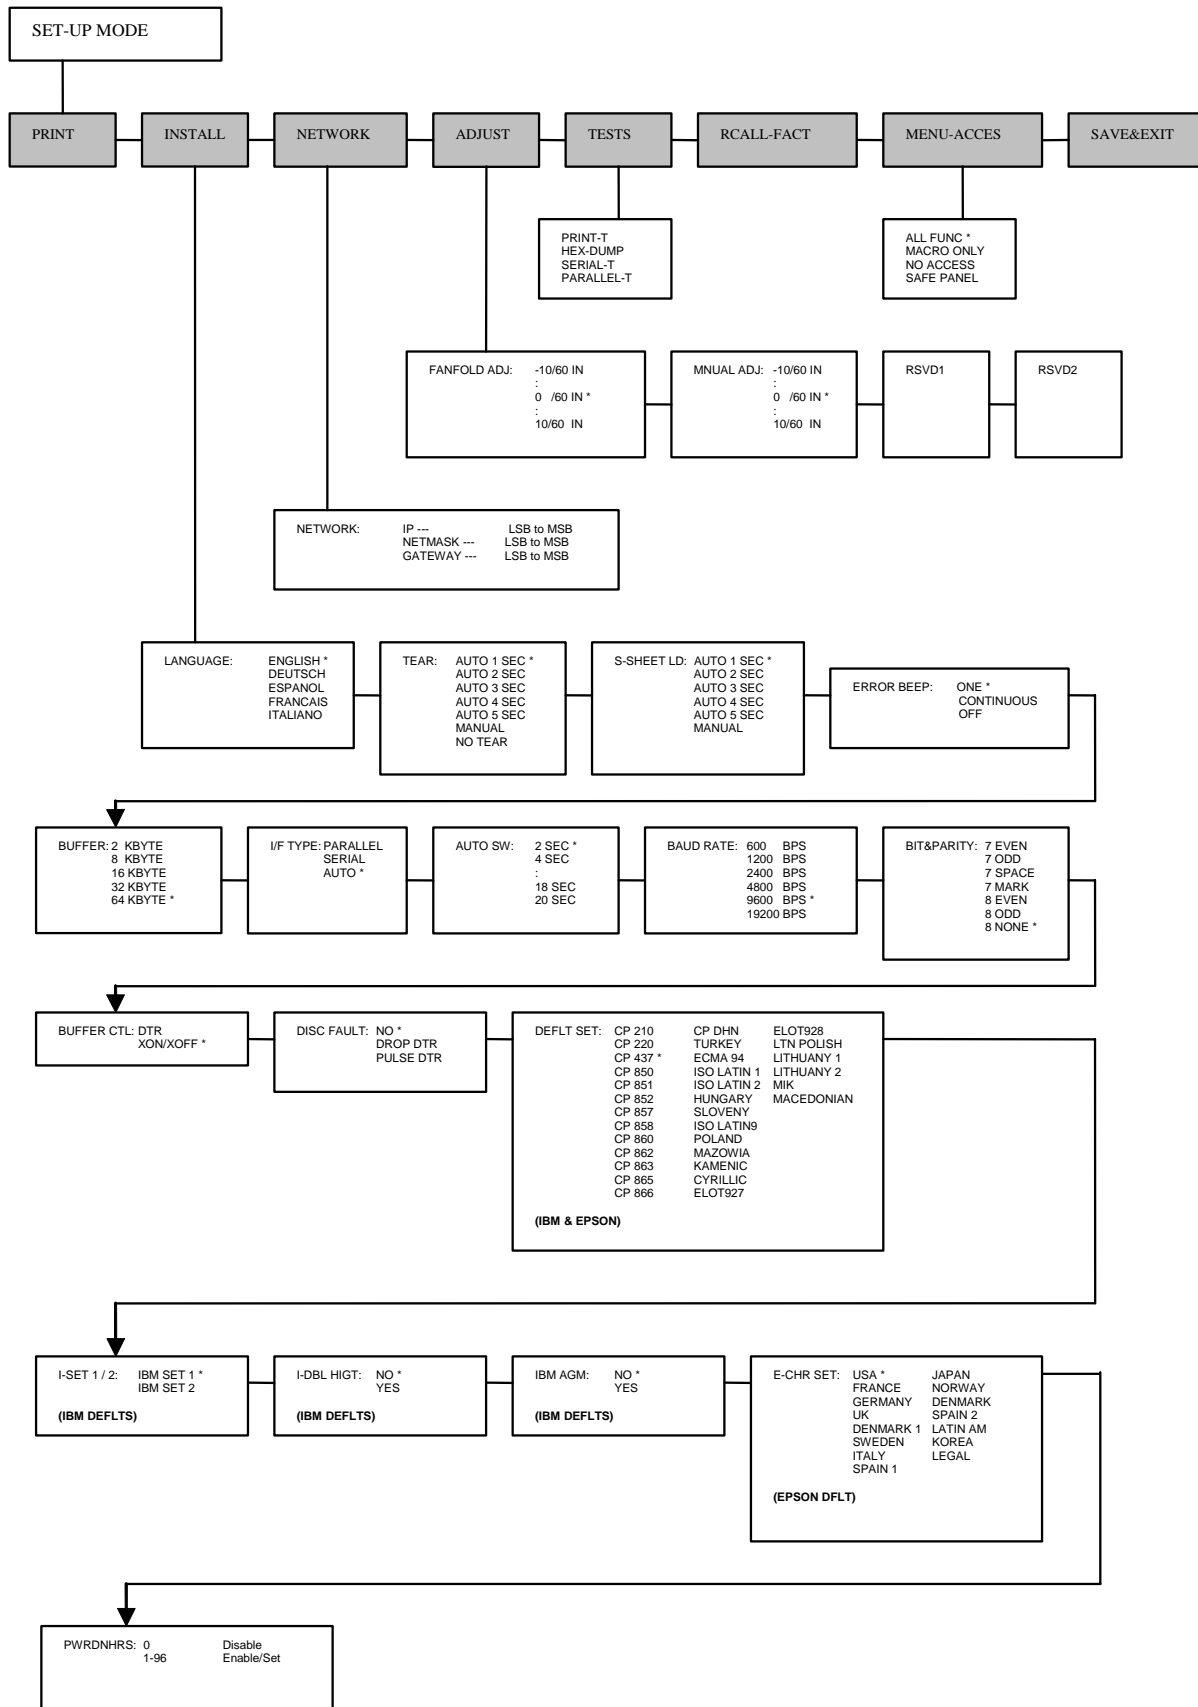 SET-UP MODE
PRINT
INSTALL
NETWORK
ADJUST
TESTS
RCALL-FACT
MENU-ACCES
SAVE&EXIT
PRINT-T
HEX-DUMP
SERIAL-T
PARALLEL-T
ALL FUNC *
MACRO ONLY
NO ACCESS
SAFE PANEL
FANFOLD ADJ: -10/60 IN
:
0 /60 IN *
:
10/60 IN
MNUAL ADJ: -10/60 IN
:
0 /60 IN *
:
10/60 IN
RSVD1
RSVD2
NETWORK: IP --- LSB to MSB
NETMASK --- LSB to MSB
GATEWAY --- LSB to MSB
LANGUAGE: ENGLISH *
DEUTSCH
ESPANOL
FRANCAIS
ITALIANO
TEAR: AUTO 1 SEC *
AUTO 2 SEC
AUTO 3 SEC
AUTO 4 SEC
AUTO 5 SEC
MANUAL
NO TEAR
S-SHEET LD: AUTO 1 SEC *
AUTO 2 SEC
AUTO 3 SEC
AUTO 4 SEC
AUTO 5 SEC
MANUAL
ERROR BEEP: ONE *
CONTINUOUS
OFF
BUFFER: 2 KBYTE
8 KBYTE
16 KBYTE
32 KBYTE
64 KBYTE *
I/F TYPE: PARALLEL
SERIAL
AUTO *
AUTO SW: 2 SEC *
4 SEC
:
18 SEC
20 SEC
BAUD RATE: 600 BPS
1200 BPS
2400 BPS
4800 BPS
9600 BPS *
19200 BPS
BIT&PARITY: 7 EVEN
7 ODD
7 SPACE
7 MARK
8 EVEN
8 ODD
8 NONE *
BUFFER CTL: DTR
XON/XOFF *
DISC FAULT: NO *
DROP DTR
PULSE DTR
DEFLT SET: CP 210 CP DHN ELOT928
CP 220 TURKEY LTN POLISH
CP 437 * ECMA 94 LITHUANY 1
CP 850 ISO LATIN 1 LITHUANY 2
CP 851 ISO LATIN 2 MIK
CP 852 HUNGARY MACEDONIAN
CP 857 SLOVENY
CP 858 ISO LATIN9
CP 860 POLAND
CP 862 MAZOWIA
CP 863 KAMENIC
CP 865 CYRILLIC
CP 866 ELOT927
(IBM & EPSON)
I-SET 1 / 2: IBM SET 1 *
IBM SET 2
(IBM DEFLTS)
I-DBL HIGT: NO *
YES
(IBM DEFLTS)
IBM AGM: NO *
YES
(IBM DEFLTS)
E-CHR SET: USA * JAPAN
FRANCE NORWAY
GERMANY DENMARK
UK SPAIN 2
DENMARK 1 LATIN AM
SWEDEN KOREA
ITALY LEGAL
SPAIN 1
(EPSON DFLT)
PWRDNHRS: 0 Disable
1-96 Enable/Set